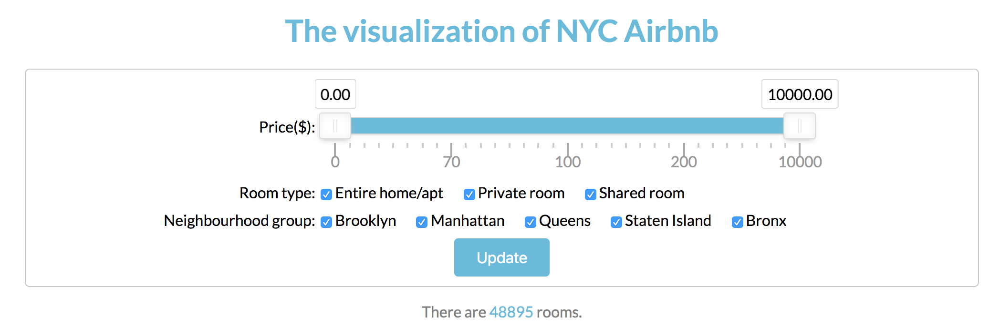 The visualization of NYC Airbnb
0.00 10000.00
Price($):
0 70 100 200 10000
Room type: Entire home/apt Private room Shared room
Neighbourhood group: Brooklyn Manhattan Queens Staten Island Bronx
Update
There are 48895 rooms.